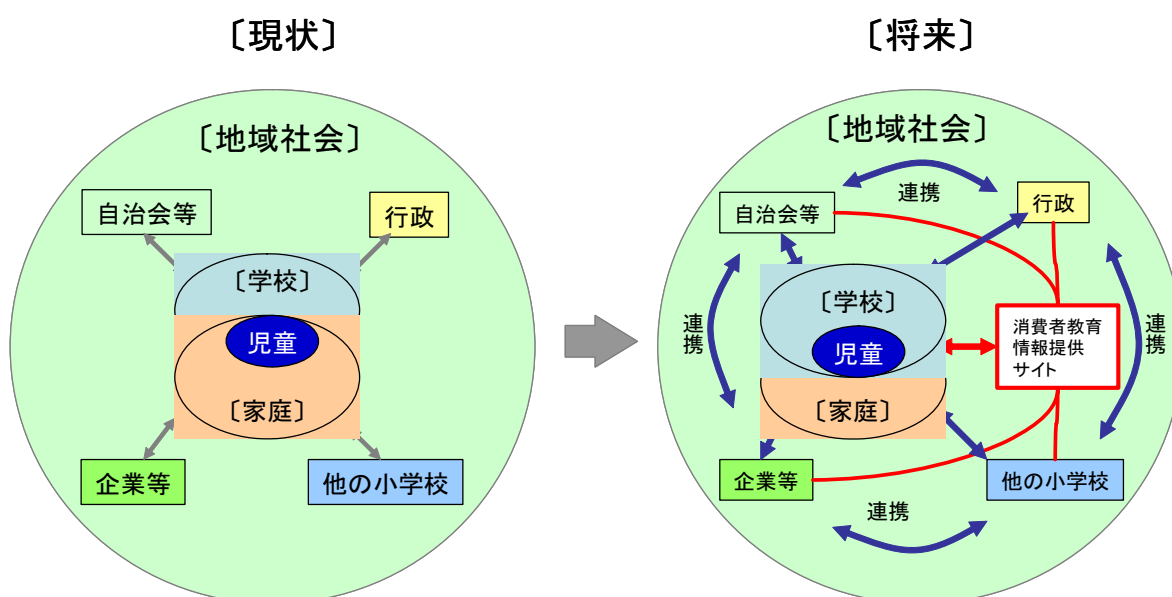 〔現状〕
〔地域社会〕
自治会等
行政
〔学校〕
児童
〔家庭〕
企業等
他の小学校
〔将来〕
〔地域社会〕
連携
自治会等
行政
〔学校〕
連携
児童
消費者教育
情報提供
サイト
連携
〔家庭〕
企業等
他の小学校
連携